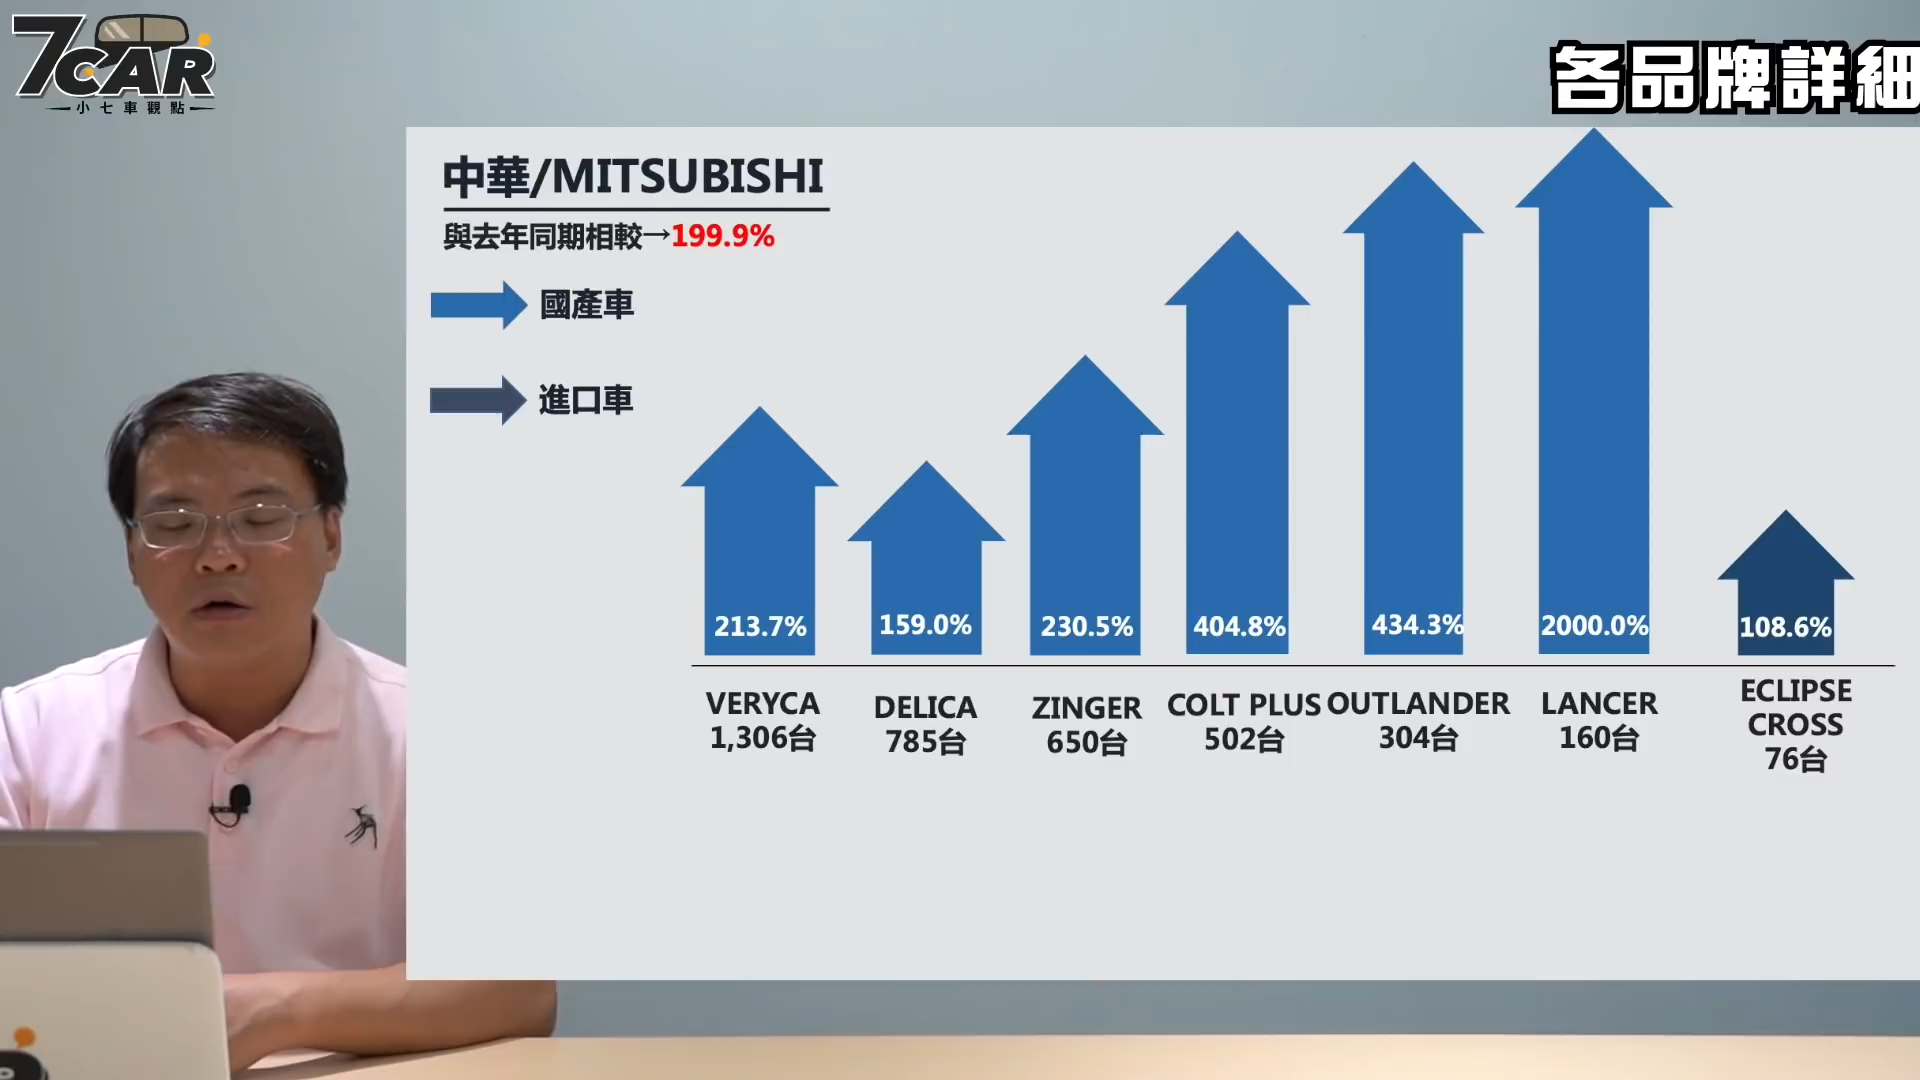 7CAR
小七車觀點
各品牌詳細
中華/MITSUBISHI
與去年同期相較→199.9%
國產車
進口車
213.7%
159.0%
230.5%
404.8%
434.3%
2000.0%
108.6%
VERYCA
1,306台
DELICA
785台
ZINGER
650台
COLT PLUS
502台
OUTLANDER
304台
LANCER
160台
ECLIPSE
CROSS
76台